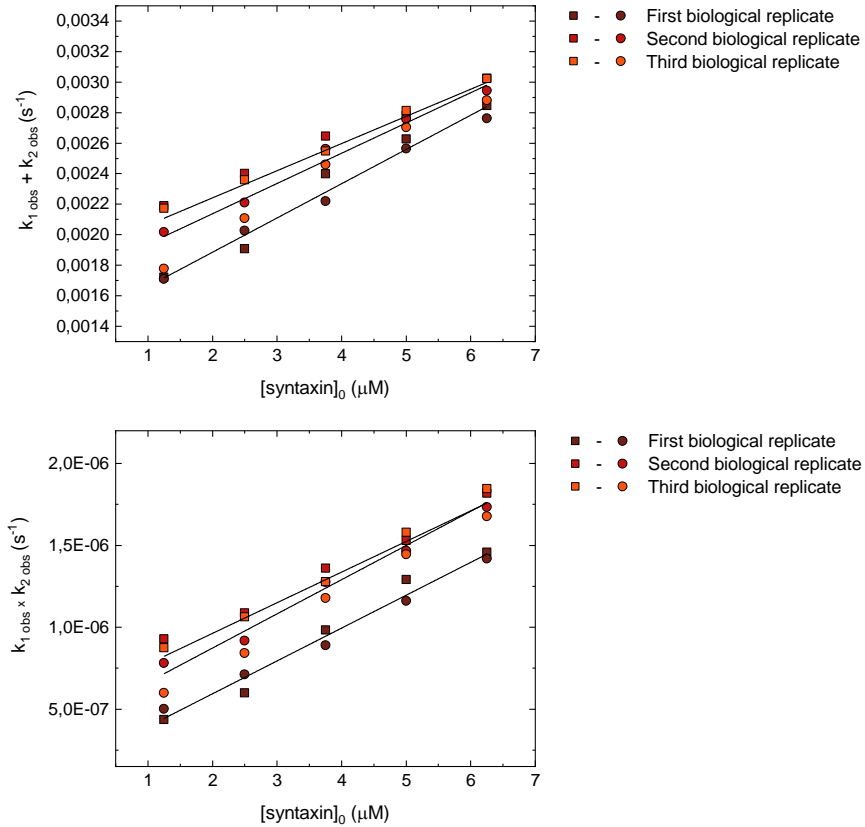 0,0034
0,0032
0,0030
0,0028
0,0026
0,0024
0,0022
0,0020
0,0018
0,0016
0,0014
k1 obs + k2 obs (s-1)
1 2 3 4 5 6 7
[syntaxin]0 (μM)
- First biological replicate
- Second biological replicate
- Third biological replicate
2,0E-06
1,5E-06
1,0E-06
5,0E-07
k1 obs x k2 obs (s-1)
1 2 3 4 5 6 7
[syntaxin]0 (μM)
- First biological replicate
- Second biological replicate
- Third biological replicate